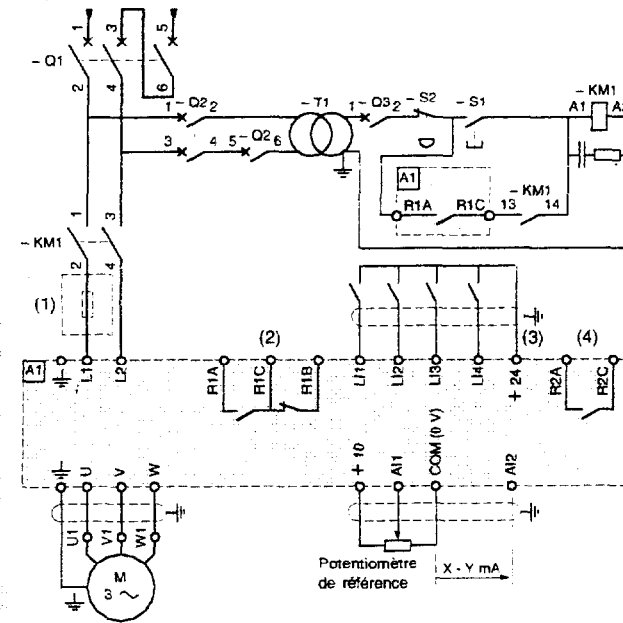 1 3 5
- Q1
2 4 6
1 - Q2 2
- T1
1 - Q3 2
- S2
- S1
- KM1
A1
3 4 5 - Q2 6
A1
R1A R1C
- KM1
13 14
1 3
- KM1
2 4
(1)
(2)
(3)
(4)
A1
L1 L2
R1A R1C R1B
LI1 LI2 LI3 LI4 + 24
R2A R2C
U V W
+ 10 AI1 COM (0 V) AI2
U1 V1 W1
M
3 ~
Potentiomètre
de référence
X - Y mA